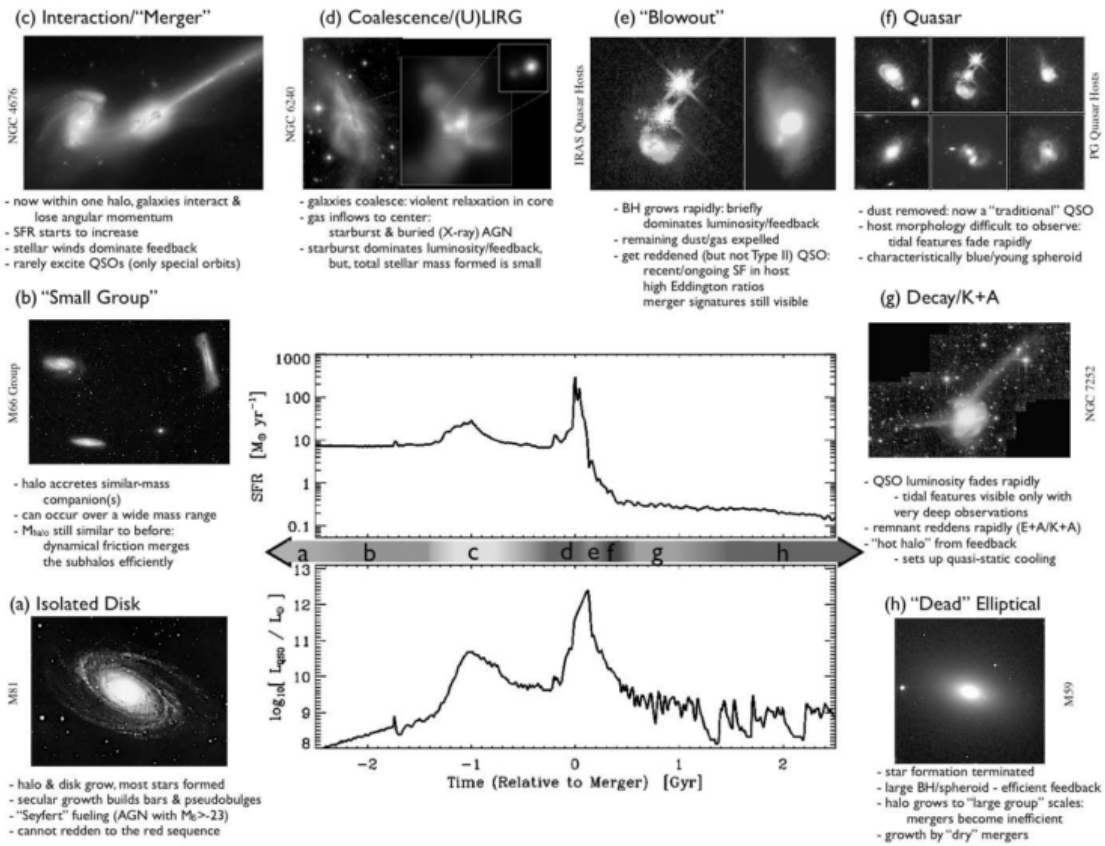 (c) Interaction/"Merger"
NGC 4676
- now within one halo, galaxies interact &
lose angular momentum
- SFR starts to increase
- stellar winds dominate feedback
- rarely excite QSOs (only special orbits)
(d) Coalescence/(U)LIRG
NGC 6240
- galaxies coalesce: violent relaxation in core
- gas inflows to center:
starburst & buried (X-ray) AGN
- starburst dominates luminosity/feedback,
but, total stellar mass formed is small
(e) "Blowout"
IRAS Quasar Hosts
- BH grows rapidly: briefly
dominates luminosity/feedback
- remaining dust/gas expelled
- get reddened (but not Type II) QSO:
recent/ongoing SF in host
high Eddington ratios
merger signatures still visible
(f) Quasar
PG Quasar Hosts
- dust removed: now a "traditional" QSO
- host morphology difficult to observe:
tidal features fade rapidly
- characteristically blue/young spheroid
(b) "Small Group"
M66 Group
- halo accretes similar-mass
companion(s)
- can occur over a wide mass range
- Mhalo still similar to before:
dynamical friction merges
the subhalos efficiently
(a) Isolated Disk
M81
- halo & disk grow, most stars formed
- secular growth builds bars & pseudobulges
- "Seyfert" fueling (AGN with MB>-23)
- cannot redden to the red sequence
1000
100
10
1
0.1
SFR [M⊙ yr⁻¹]
a b c d e f g h
13
12
11
10
9
8
log₁₀[ LQSO / L⊙ ]
-2 -1 0 1 2
Time (Relative to Merger) [Gyr]
(g) Decay/K+A
NGC 7252
- QSO luminosity fades rapidly
- tidal features visible only with
very deep observations
- remnant reddens rapidly (E+A/K+A)
- "hot halo" from feedback
- sets up quasi-static cooling
(h) "Dead" Elliptical
M59
- star formation terminated
- large BH/spheroid - efficient feedback
- halo grows to "large group" scales:
mergers become inefficient
- growth by "dry" mergers